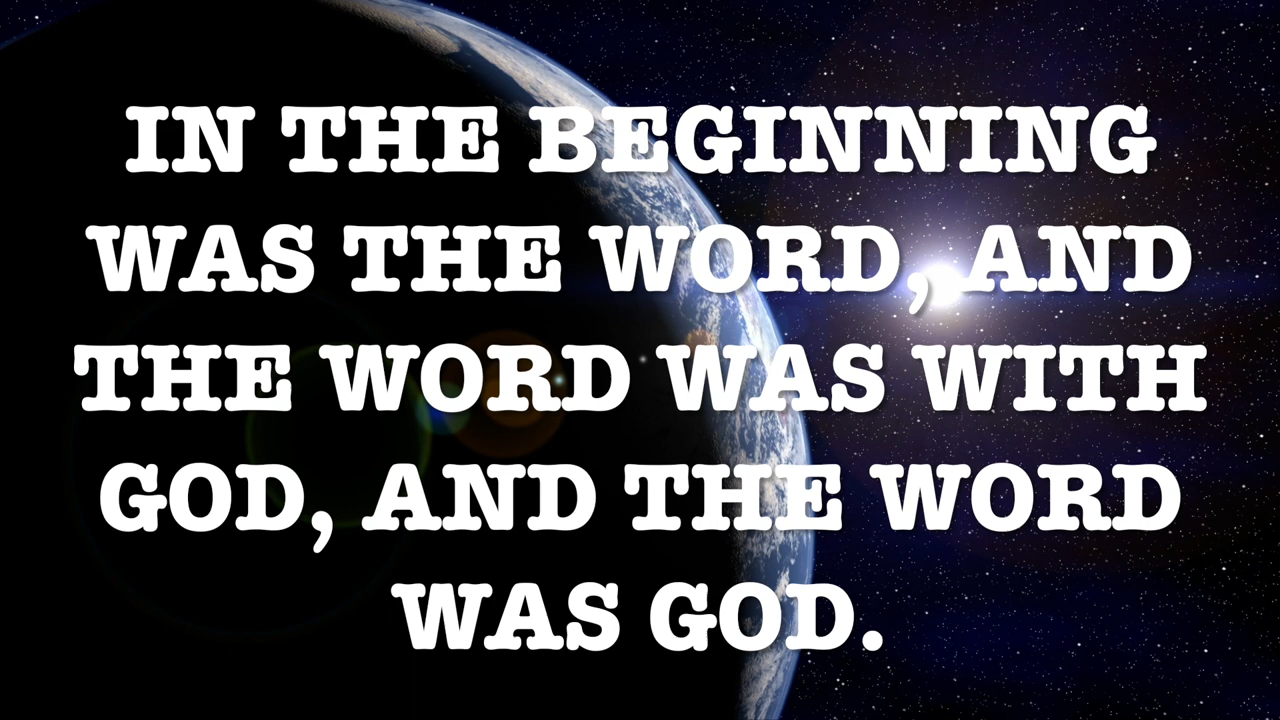 IN THE BEGINNING
WAS THE WORD, AND
THE WORD WAS WITH
GOD, AND THE WORD
WAS GOD.